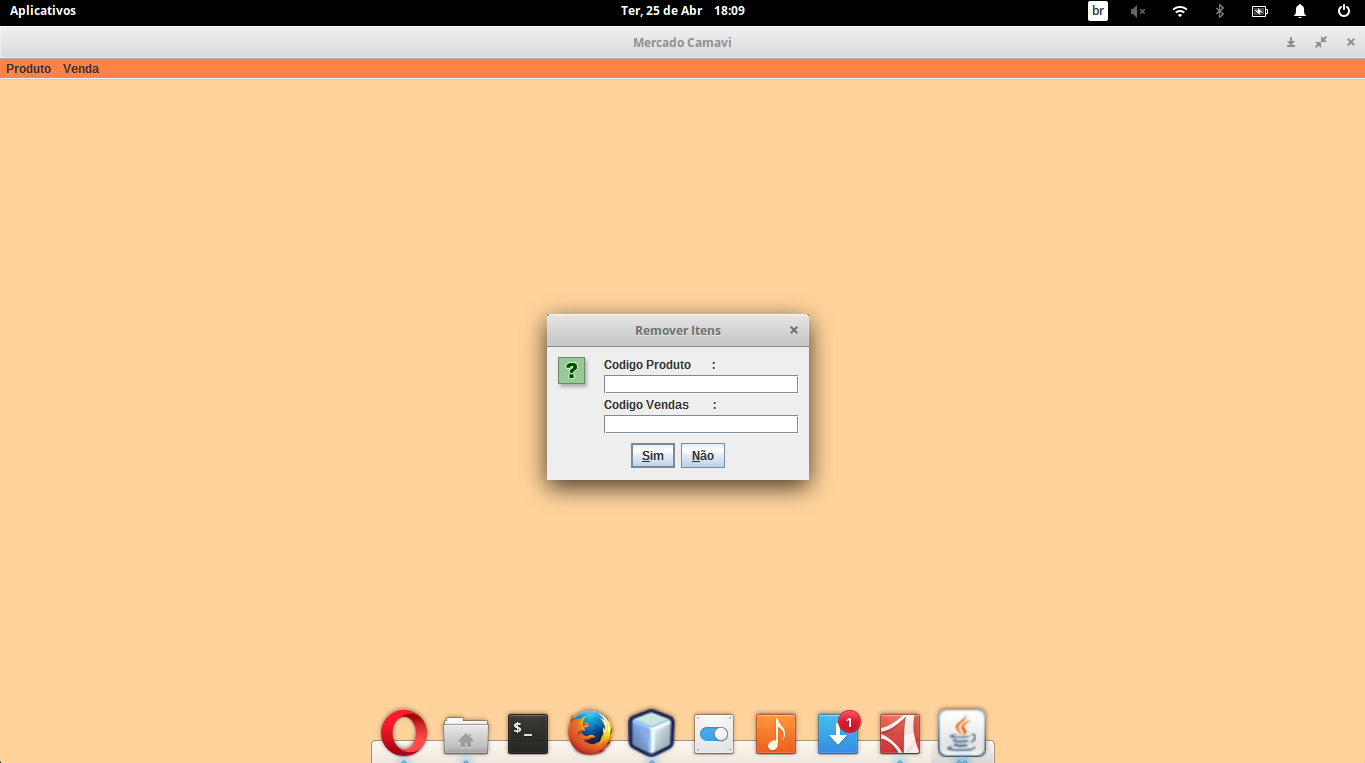 Aplicativos
Ter, 25 de Abr 18:09
br
Mercado Camavi
Produto Venda
Remover Itens
?
Codigo Produto :
Codigo Vendas :
Sim Não
$_
1